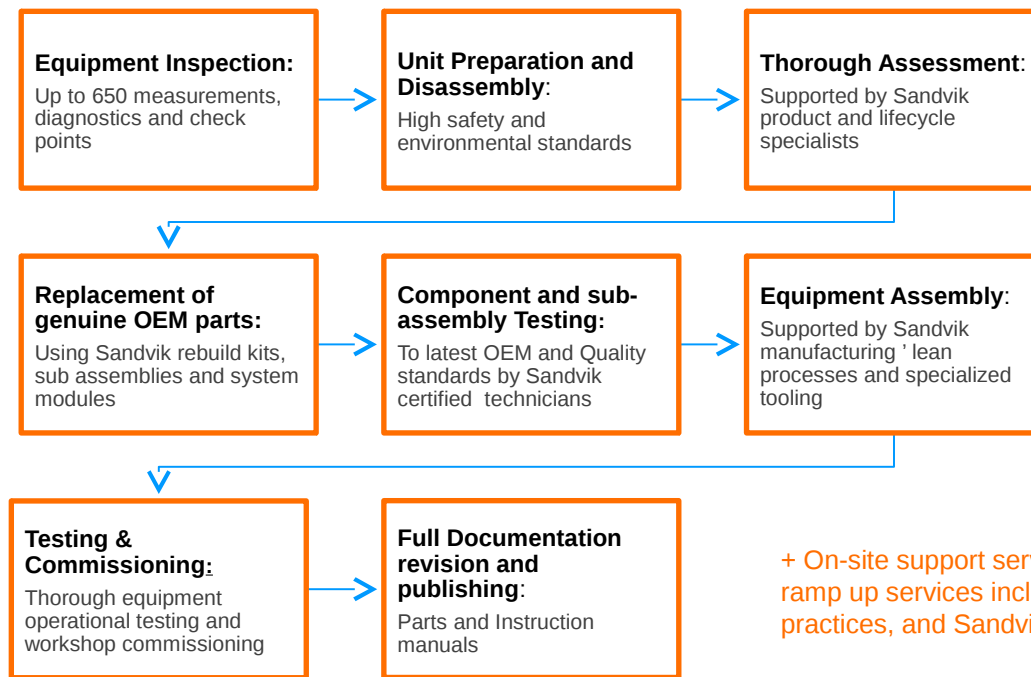 Equipment Inspection:
Up to 650 measurements,
diagnostics and check
points
Unit Preparation and
Disassembly:
High safety and
environmental standards
Thorough Assessment:
Supported by Sandvik
product and lifecycle
specialists
Replacement of
genuine OEM parts:
Using Sandvik rebuild kits,
sub assemblies and system
modules
Component and sub-
assembly Testing:
To latest OEM and Quality
standards by Sandvik
certified technicians
Equipment Assembly:
Supported by Sandvik
manufacturing ’ lean
processes and specialized
tooling
Testing &
Commissioning:
Thorough equipment
operational testing and
workshop commissioning
Full Documentation
revision and
publishing:
Parts and Instruction
manuals
+ On-site support
ramp up services
practices, and